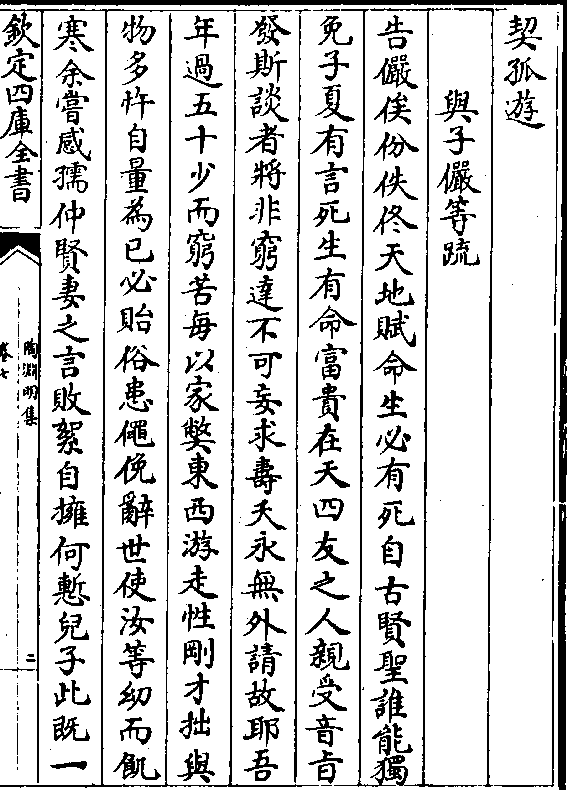 契孤遊
與子儼等疏
告儼俟份佚佟天地賦命生必有死自古賢聖誰能獨
免子夏有言死生有命富貴在天四友之人親受音旨
發斯談者將非窮達不可妄求壽夭永無外請故耶吾
年過五十少而窮苦每以家弊東西游走性剛才拙與
物多忤自量為已必貽俗患僶俛辭世使汝等幼而飢
寒余嘗感孺仲賢妻之言敗絮自擁何慙兒子此既一
欽定四庫全書
陶淵明集
卷七
二